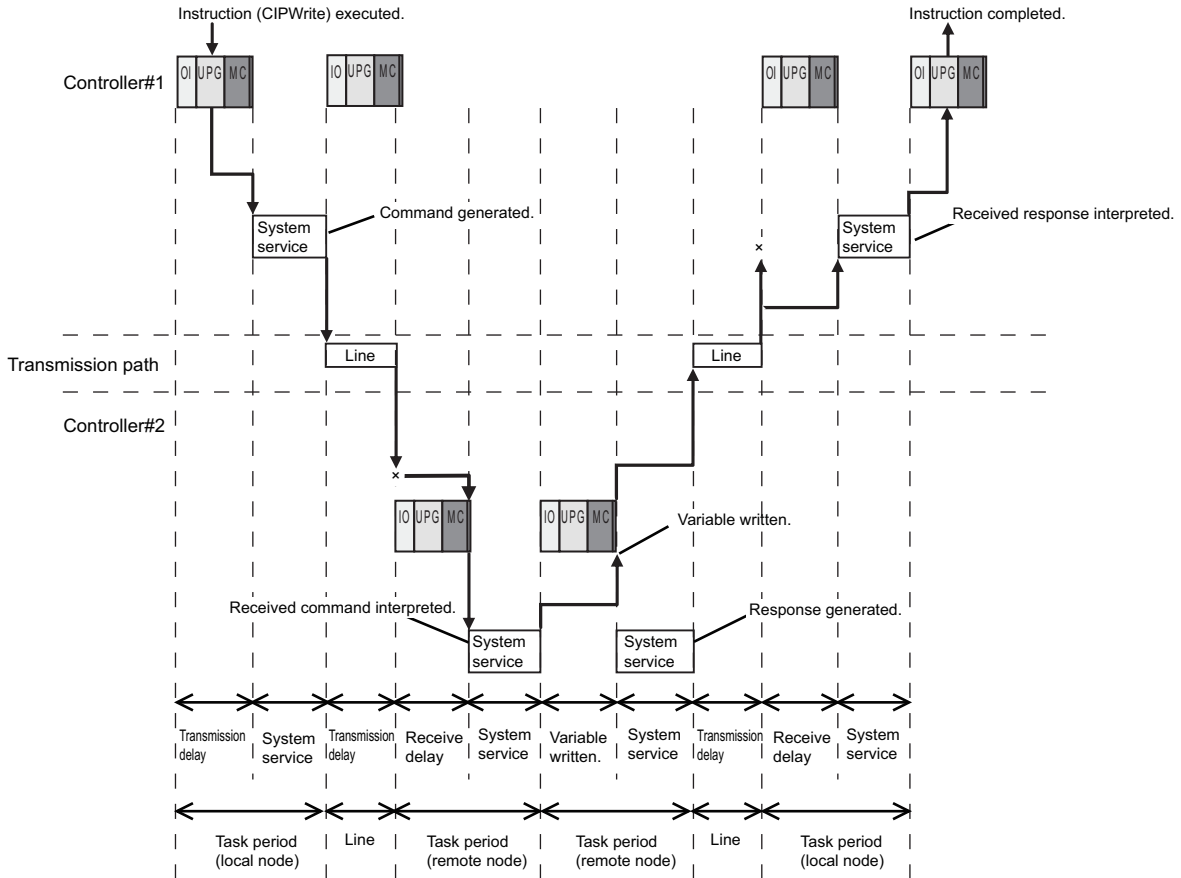 Instruction (CIPWrite) executed.
Instruction completed.
Controller#1
OI UPG MC
IO UPG MC
OI UPG MC
OI UPG MC
Command generated.
System
service
System
service
Received response interpreted.
×
Transmission path
Line
Line
Controller#2
×
IO UPG MC
IO UPG MC
Variable written.
Received command interpreted.
System
service
System
service
Response generated.
Transmission
delay
System
service
Transmission
delay
Receive
delay
System
service
Variable
written.
System
service
Transmission
delay
Receive
delay
System
service
Task period
(local node)
Line
Task period
(remote node)
Task period
(remote node)
Line
Task period
(local node)